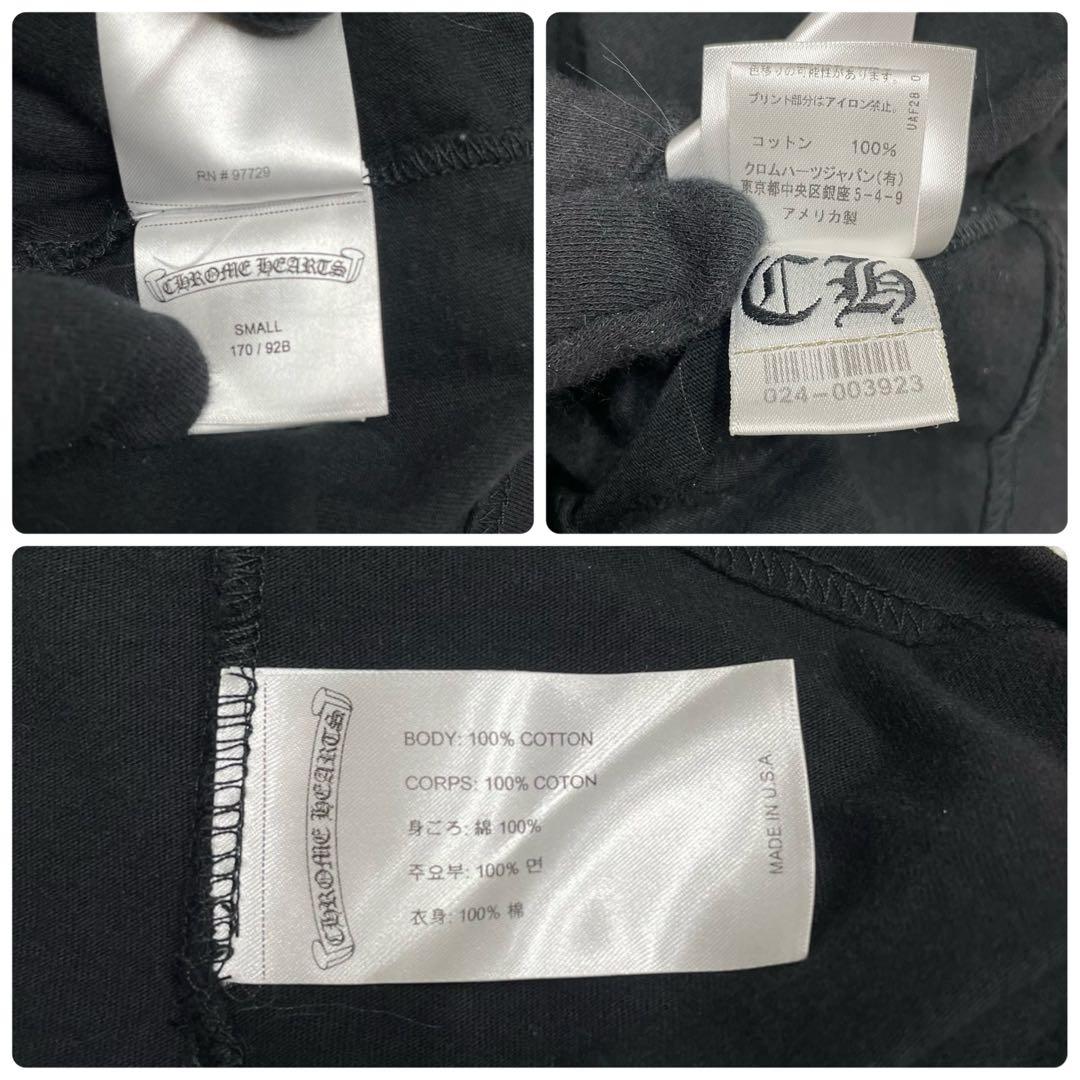 RN # 97729
CHROME HEARTS
SMALL
170 / 92B
色移りの可能性があります。
プリント部分はアイロン禁止。
コットン 100%
クロムハーツジャパン(有)
東京都中央区銀座5-4-9
アメリカ製
UAF28 0
CH
024-003923
CHROME HEARTS
BODY: 100% COTTON
CORPS: 100% COTON
身ごろ: 綿 100%
주요부: 100% 면
衣身: 100% 棉
MADE IN U.S.A.